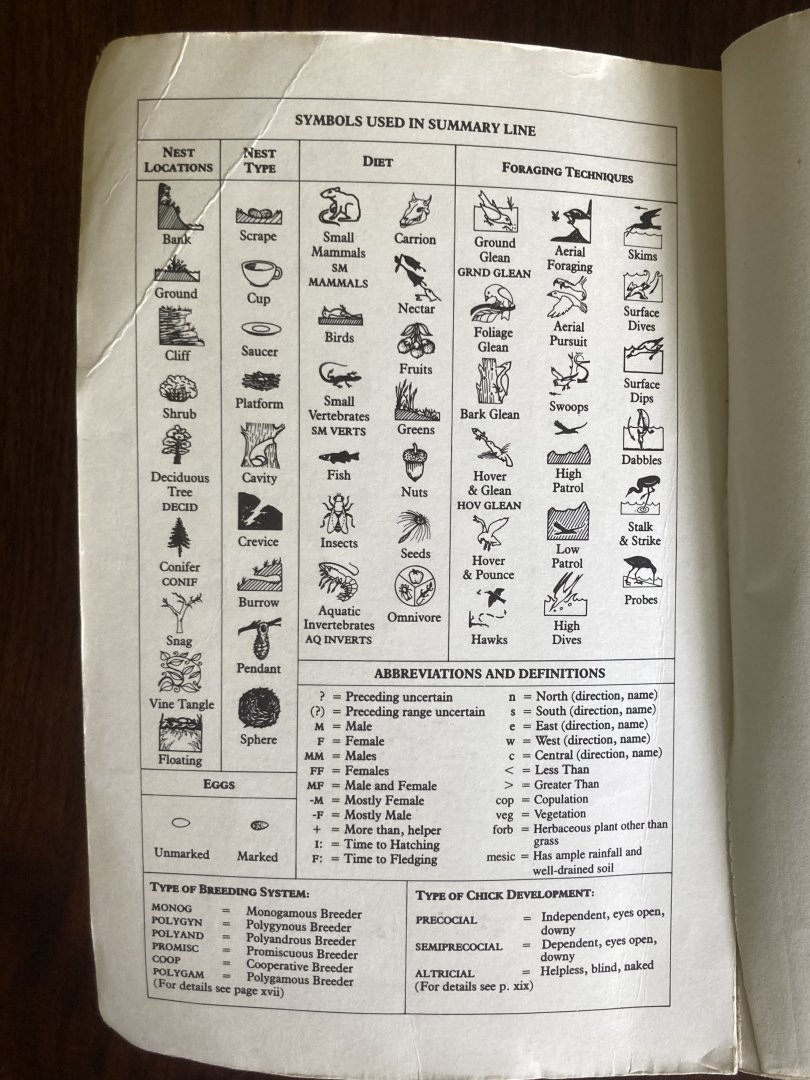 SYMBOLS USED IN SUMMARY LINE
NEST
LOCATIONS
Bank
Ground
Cliff
Shrub
Deciduous
Tree
DECID
Conifer
CONIF
Snag
Vine Tangle
Floating
NEST
TYPE
Scrape
Cup
Saucer
Platform
Cavity
Crevice
Burrow
Pendant
Sphere
DIET
Small
Mammals
SM
MAMMALS
Birds
Small
Vertebrates
SM VERTS
Fish
Insects
Aquatic
Invertebrates
AQ INVERTS
Carrion
Nectar
Fruits
Greens
Nuts
Seeds
Omnivore
FORAGING TECHNIQUES
Ground
Glean
GRND GLEAN
Foliage
Glean
Bark Glean
Hover
& Glean
HOV GLEAN
Hover
& Pounce
Hawks
Aerial
Foraging
Aerial
Pursuit
Swoops
High
Patrol
Low
Patrol
High
Dives
Skims
Surface
Dives
Surface
Dips
Dabbles
Stalk
& Strike
Probes
EGGS
Unmarked
Marked
ABBREVIATIONS AND DEFINITIONS
? = Preceding uncertain
(?) = Preceding range uncertain
M = Male
F = Female
MM = Males
FF = Females
MF = Male and Female
-M = Mostly Female
-F = Mostly Male
+ = More than, helper
I: = Time to Hatching
F: = Time to Fledging
n = North (direction, name)
s = South (direction, name)
e = East (direction, name)
w = West (direction, name)
c = Central (direction, name)
< = Less Than
> = Greater Than
cop = Copulation
veg = Vegetation
forb = Herbaceous plant other than
grass
mesic = Has ample rainfall and
well-drained soil
TYPE OF BREEDING SYSTEM:
MONOG = Monogamous Breeder
POLYGYN = Polygynous Breeder
POLYAND = Polyandrous Breeder
PROMISC = Promiscuous Breeder
COOP = Cooperative Breeder
POLYGAM = Polygamous Breeder
(For details see page xvii)
TYPE OF CHICK DEVELOPMENT:
PRECOCIAL = Independent, eyes open,
downy
SEMIPRECOCIAL = Dependent, eyes open,
downy
ALTRICIAL = Helpless, blind, naked
(For details see p. xix)